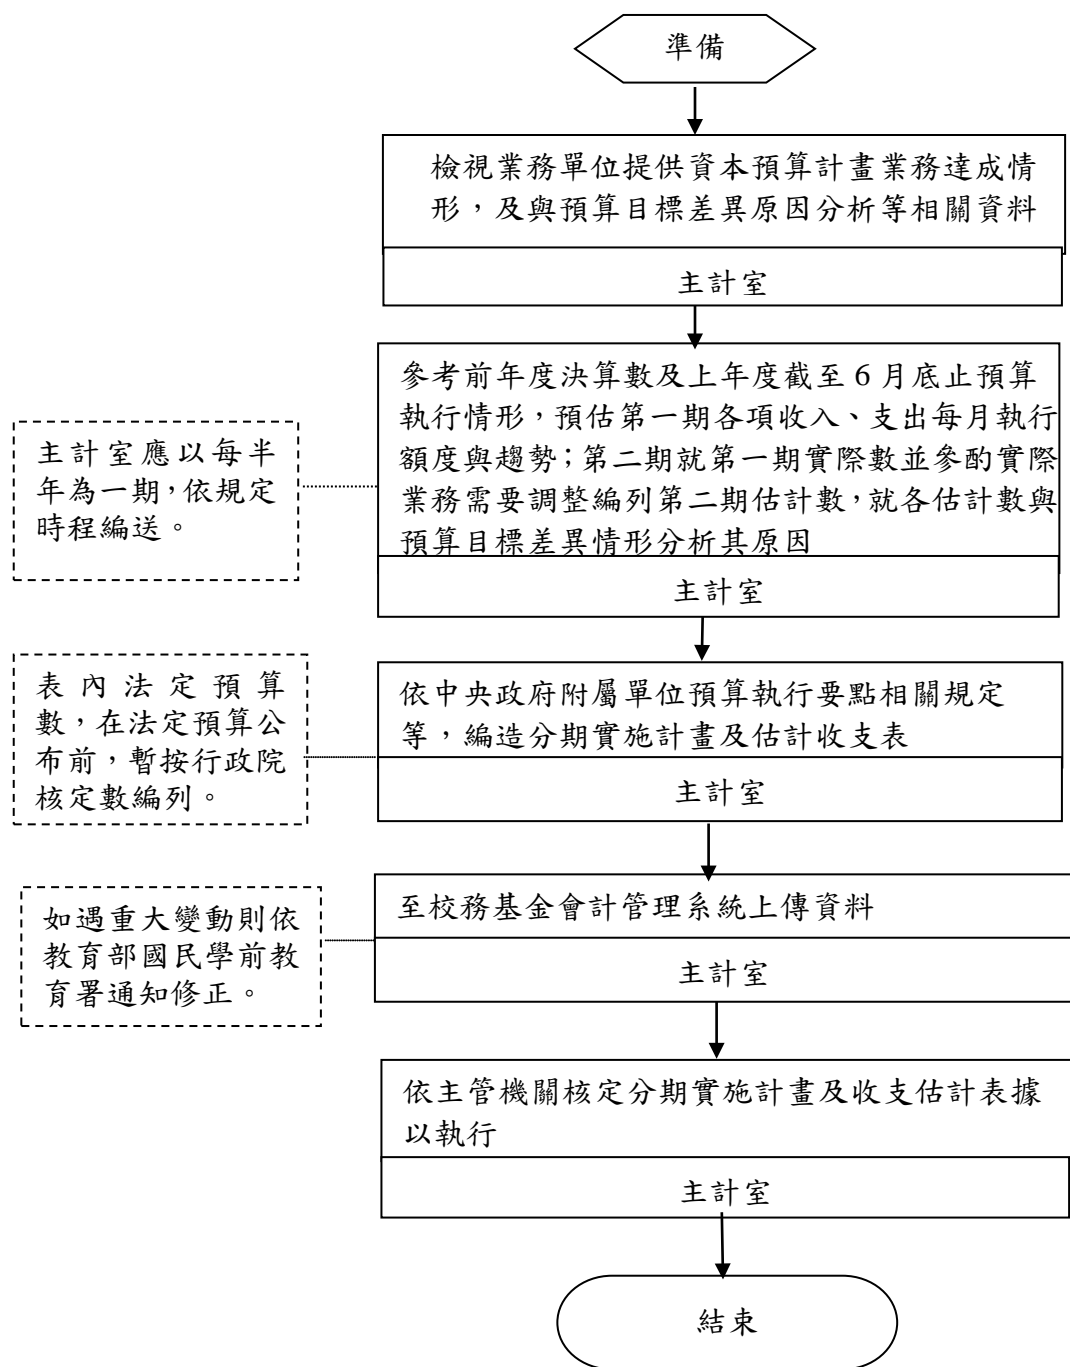 準備
檢視業務單位提供資本預算計畫業務達成情
形，及與預算目標差異原因分析等相關資料
主計室
參考前年度決算數及上年度截至 6 月底止預算
執行情形，預估第一期各項收入、支出每月執行
額度與趨勢；第二期就第一期實際數並參酌實際
業務需要調整編列第二期估計數，就各估計數與
預算目標差異情形分析其原因
主計室
主計室應以每半
年為一期，依規定
時程編送。
依中央政府附屬單位預算執行要點相關規定
等，編造分期實施計畫及估計收支表
主計室
表內法定預算
數，在法定預算公
布前，暫按行政院
核定數編列。
至校務基金會計管理系統上傳資料
主計室
如遇重大變動則依
教育部國民學前教
育署通知修正。
依主管機關核定分期實施計畫及收支估計表據
以執行
主計室
結束